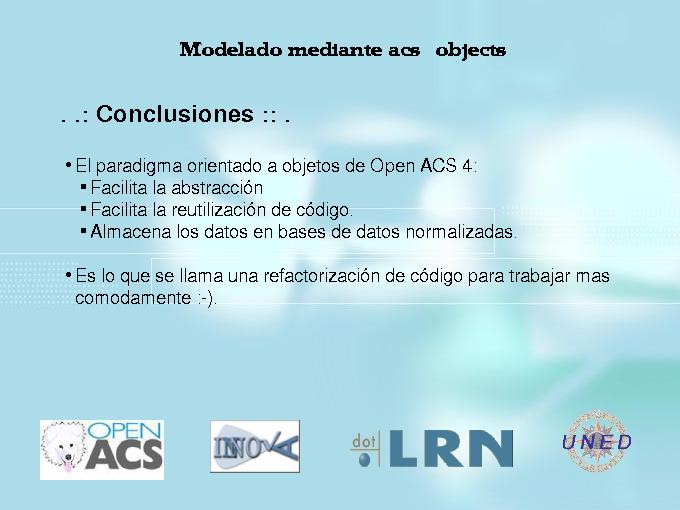 Modelado mediante acs objects
. .: Conclusiones :: .
• El paradigma orientado a objetos de Open ACS 4:
▪ Facilita la abstracción
▪ Facilita la reutilización de código.
▪ Almacena los datos en bases de datos normalizadas.
• Es lo que se llama una refactorización de código para trabajar mas
comodamente :-).
OPEN
ACS
INNOVA
dot LRN
UNED